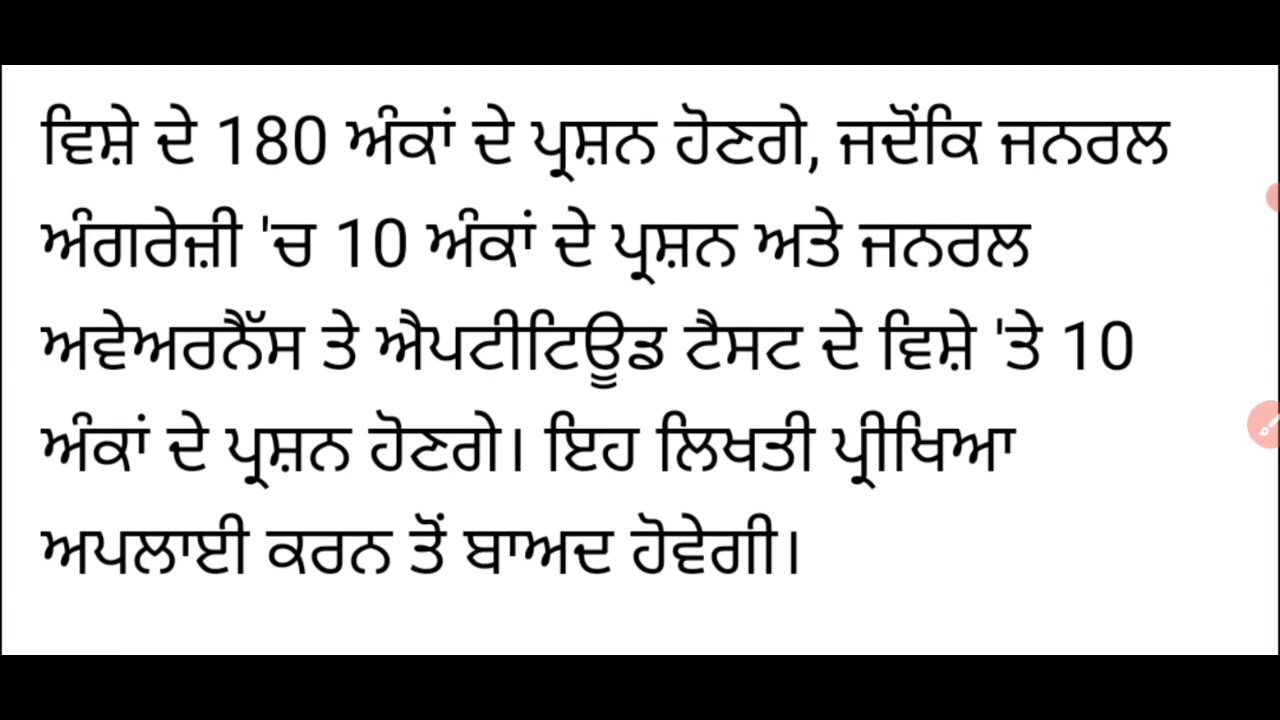 ਵਿਸ਼ੇ ਦੇ 180 ਅੰਕਾਂ ਦੇ ਪ੍ਰਸ਼ਨ ਹੋਣਗੇ, ਜਦੋਂਕਿ ਜਨਰਲ
ਅੰਗਰੇਜ਼ੀ 'ਚ 10 ਅੰਕਾਂ ਦੇ ਪ੍ਰਸ਼ਨ ਅਤੇ ਜਨਰਲ
ਅਵੇਅਰਨੈੱਸ ਤੇ ਐਪਟੀਟਿਊਡ ਟੈਸਟ ਦੇ ਵਿਸ਼ੇ 'ਤੇ 10
ਅੰਕਾਂ ਦੇ ਪ੍ਰਸ਼ਨ ਹੋਣਗੇ। ਇਹ ਲਿਖਤੀ ਪ੍ਰੀਖਿਆ
ਅਪਲਾਈ ਕਰਨ ਤੋਂ ਬਾਅਦ ਹੋਵੇਗੀ।